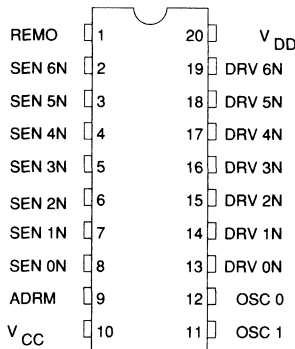 REMO 1 20 V DD
SEN 6N 2 19 DRV 6N
SEN 5N 3 18 DRV 5N
SEN 4N 4 17 DRV 4N
SEN 3N 5 16 DRV 3N
SEN 2N 6 15 DRV 2N
SEN 1N 7 14 DRV 1N
SEN 0N 8 13 DRV 0N
ADRM 9 12 OSC 0
V CC 10 11 OSC 1